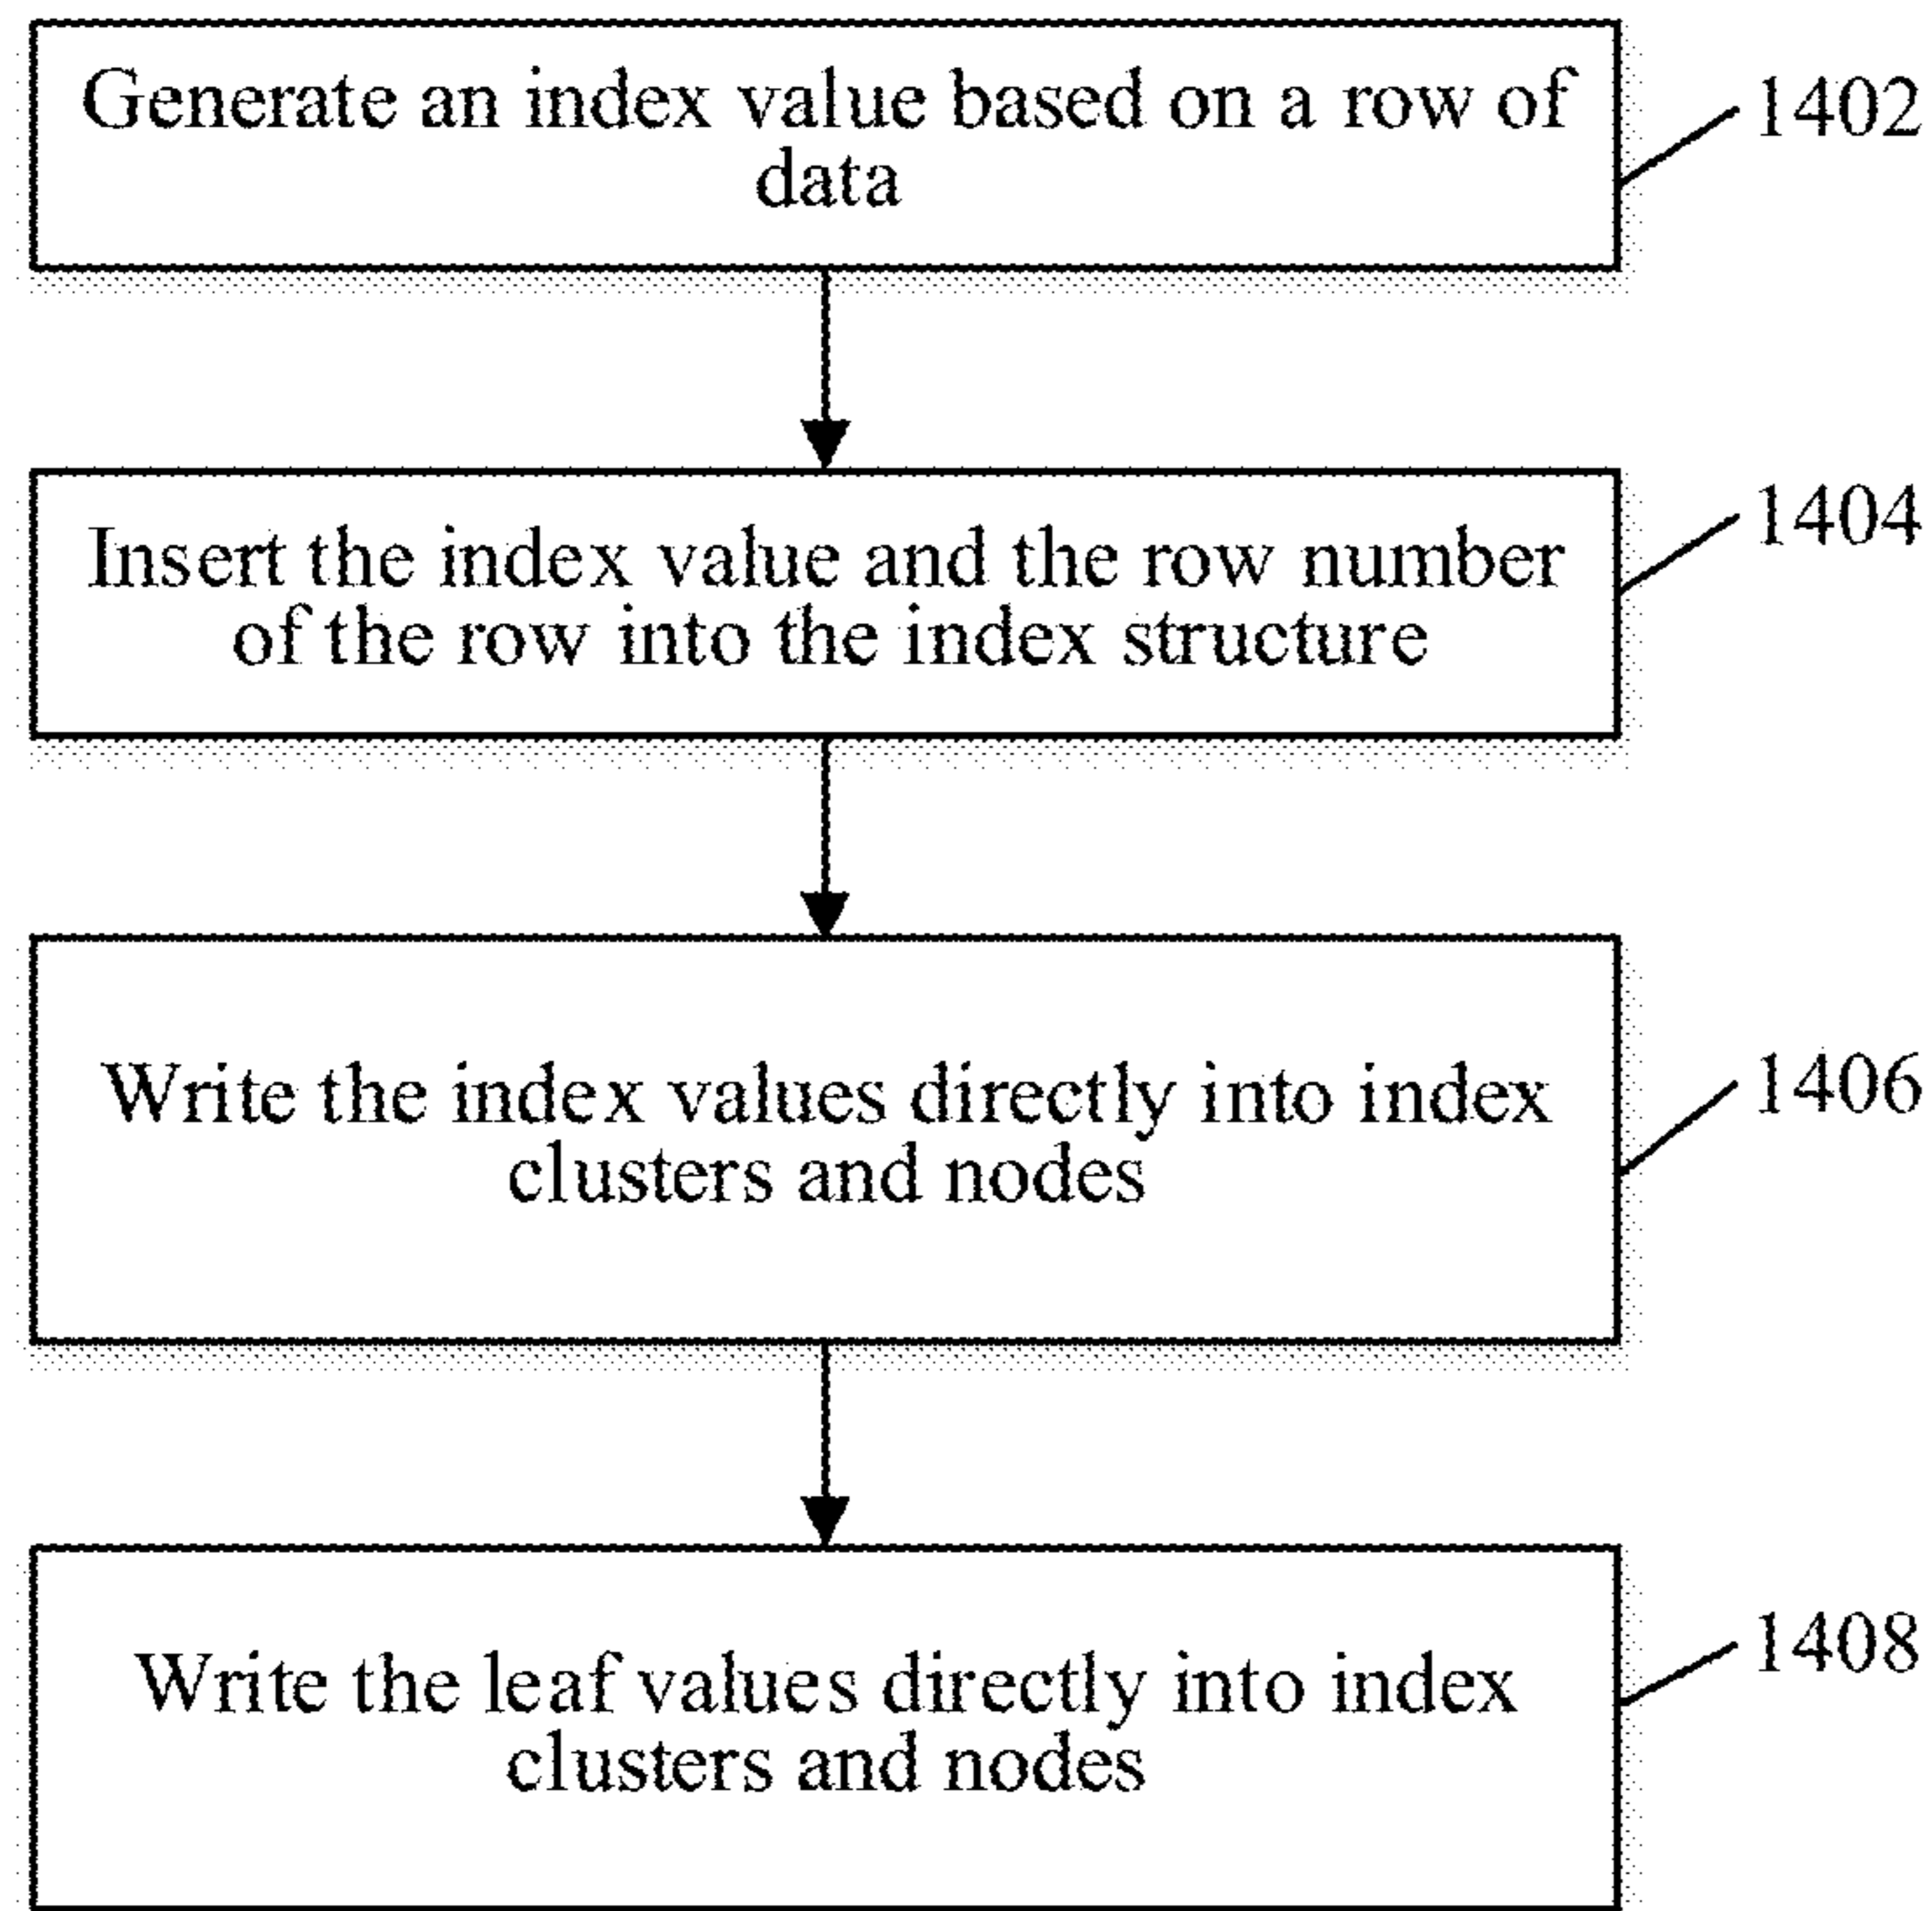 Generate an index value based on a row of
data
1402
Insert the index value and the row number
of the row into the index structure
1404
Write the index values directly into index
clusters and nodes
1406
Write the leaf values directly into index
clusters and nodes
1408